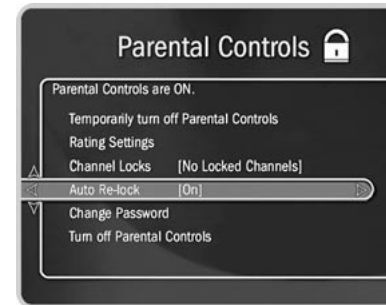 Parental Controls
Parental Controls are ON.
Temporarily turn off Parental Controls
Rating Settings
Channel Locks [No Locked Channels]
Auto Re-lock [On]
Change Password
Turn off Parental Controls